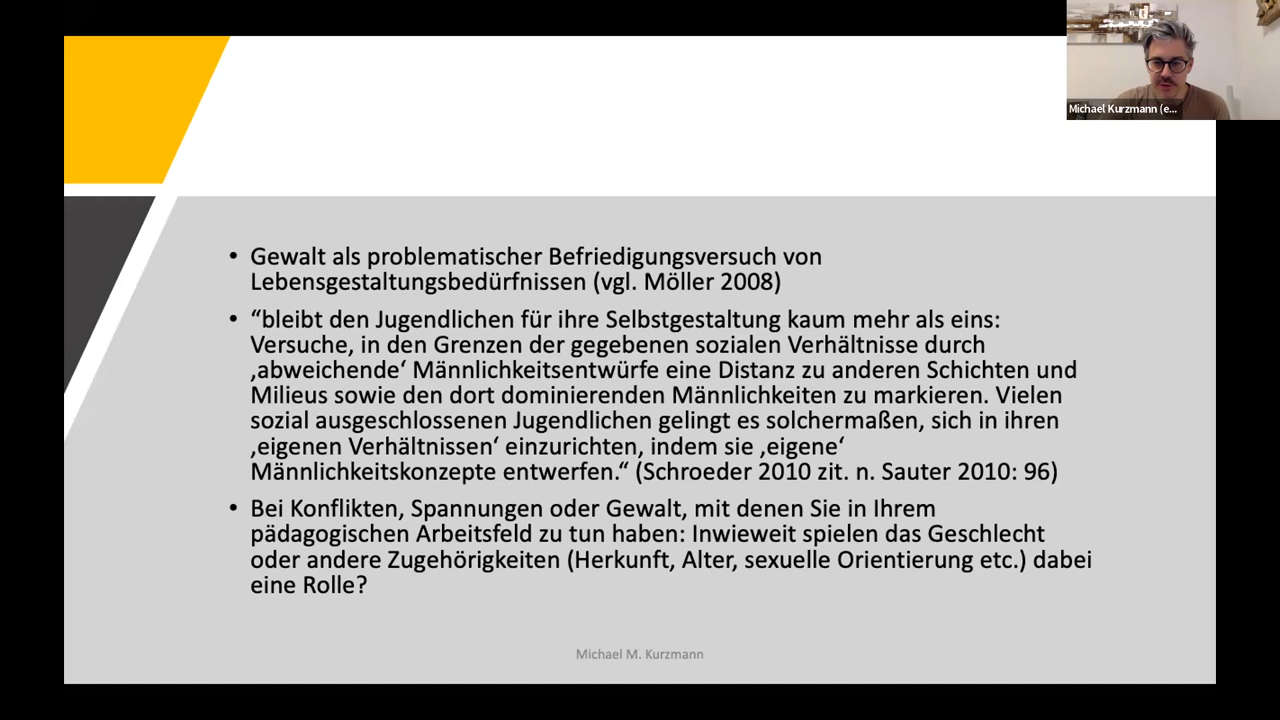 Michael Kurzmann (e...
• Gewalt als problematischer Befriedigungsversuch von
Lebensgestaltungsbedürfnissen (vgl. Möller 2008)
• “bleibt den Jugendlichen für ihre Selbstgestaltung kaum mehr als eins:
Versuche, in den Grenzen der gegebenen sozialen Verhältnisse durch
‚abweichende‘ Männlichkeitsentwürfe eine Distanz zu anderen Schichten und
Milieus sowie den dort dominierenden Männlichkeiten zu markieren. Vielen
sozial ausgeschlossenen Jugendlichen gelingt es solchermaßen, sich in ihren
‚eigenen Verhältnissen‘ einzurichten, indem sie ‚eigene‘
Männlichkeitskonzepte entwerfen.“ (Schroeder 2010 zit. n. Sauter 2010: 96)
• Bei Konflikten, Spannungen oder Gewalt, mit denen Sie in Ihrem
pädagogischen Arbeitsfeld zu tun haben: Inwieweit spielen das Geschlecht
oder andere Zugehörigkeiten (Herkunft, Alter, sexuelle Orientierung etc.) dabei
eine Rolle?
Michael M. Kurzmann